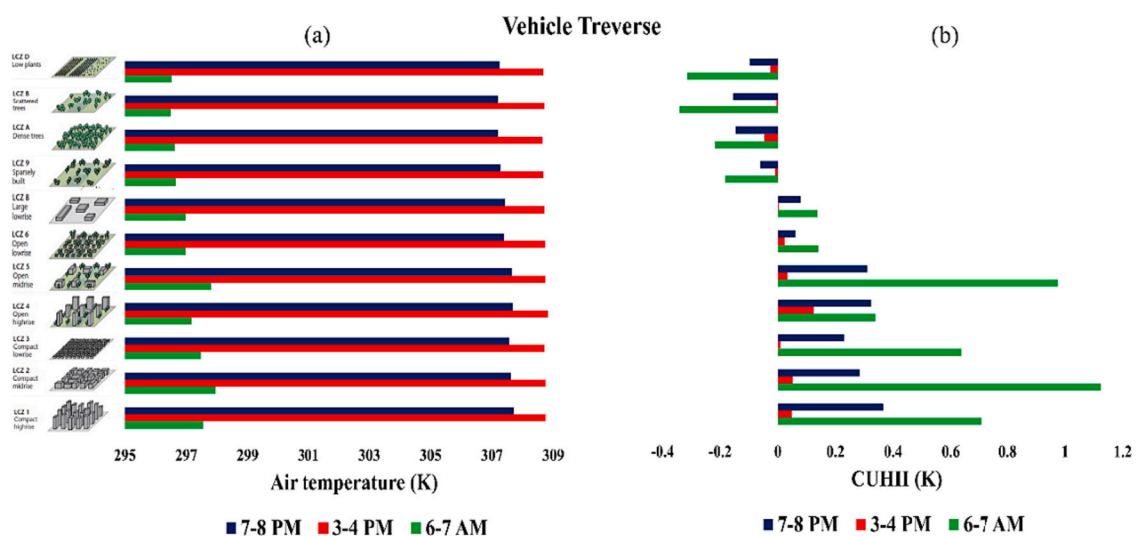 Vehicle Treverse
(a)
(b)
LCZ D
Low plants
LCZ B
Scattered
trees
LCZ A
Dense trees
LCZ 9
Sparsely
built
LCZ 8
Large
lowrise
LCZ 6
Open
lowrise
LCZ 5
Open
midrise
LCZ 4
Open
highrise
LCZ 3
Compact
lowrise
LCZ 2
Compact
midrise
LCZ 1
Compact
highrise
295 297 299 301 303 305 307 309
Air temperature (K)
7-8 PM 3-4 PM 6-7 AM
-0.4 -0.2 0 0.2 0.4 0.6 0.8 1 1.2
CUHII (K)
7-8 PM 3-4 PM 6-7 AM